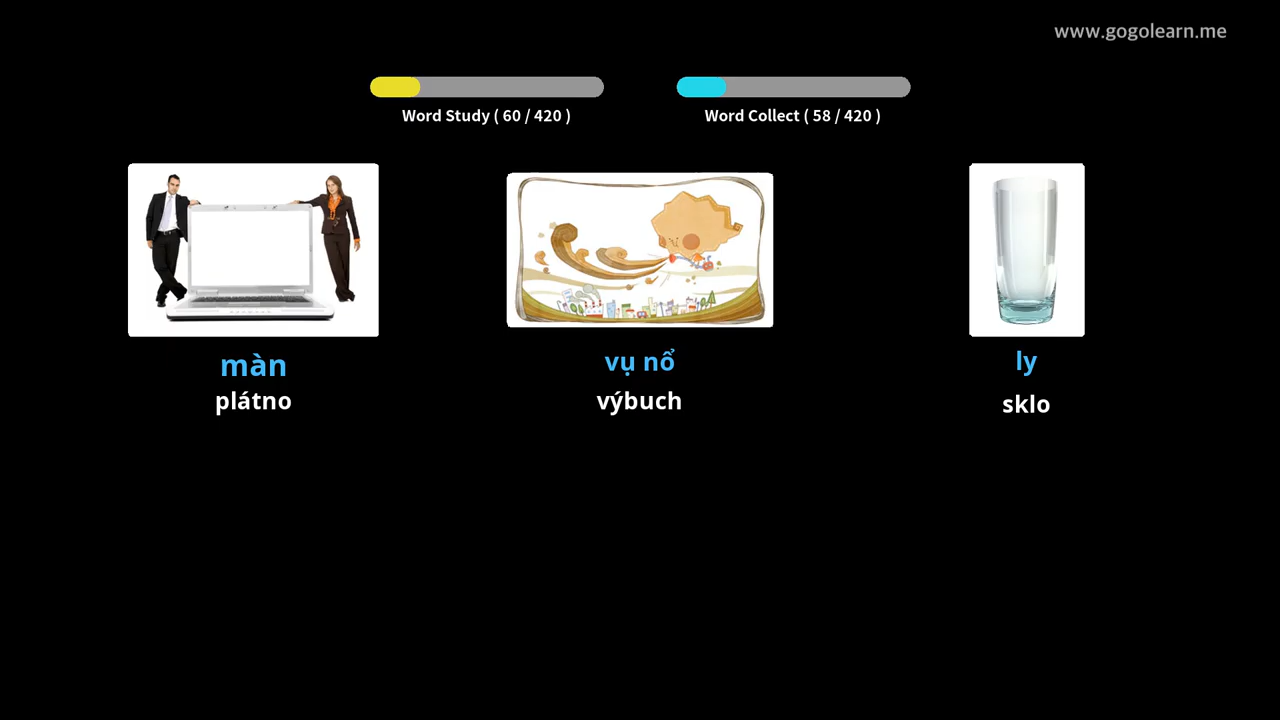 www.gogolearn.me
Word Study ( 60 / 420 )
Word Collect ( 58 / 420 )
màn
plátno
vụ nổ
výbuch
ly
sklo